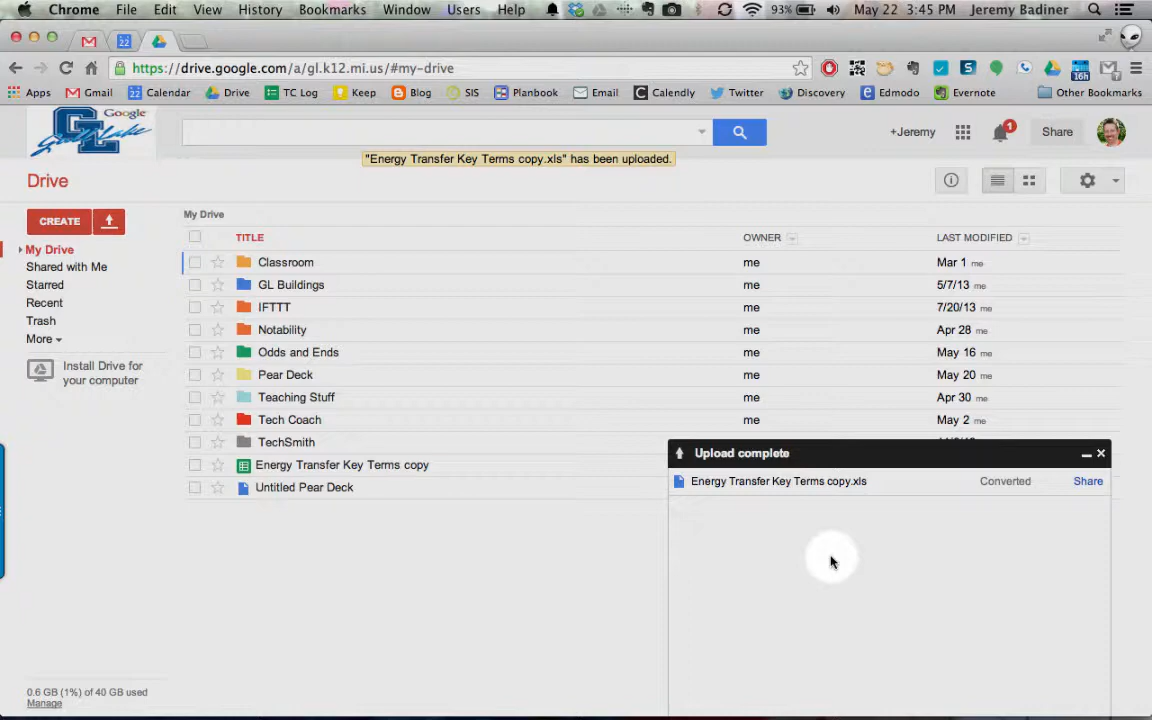 Chrome File Edit View History Bookmarks Window Users Help 93% May 22 3:45 PM Jeremy Badiner
22
https://drive.google.com/a/gl.k12.mi.us/#my-drive
16h
Apps Gmail 22 Calendar Drive TC Log Keep Blog SIS Planbook Email Calendly Twitter Discovery Edmodo Evernote Other Bookmarks
Google
GL
Gull Lake
+Jeremy 1 Share
"Energy Transfer Key Terms copy.xls" has been uploaded.
Drive
CREATE
My Drive
Shared with Me
Starred
Recent
Trash
More
Install Drive for
your computer
My Drive
TITLE OWNER LAST MODIFIED
Classroom me Mar 1 me
GL Buildings me 5/7/13 me
IFTTT me 7/20/13 me
Notability me Apr 28 me
Odds and Ends me May 16 me
Pear Deck me May 20 me
Teaching Stuff me Apr 30 me
Tech Coach me May 2 me
TechSmith
Energy Transfer Key Terms copy
Untitled Pear Deck
Upload complete
Energy Transfer Key Terms copy.xls Converted Share
0.6 GB (1%) of 40 GB used
Manage